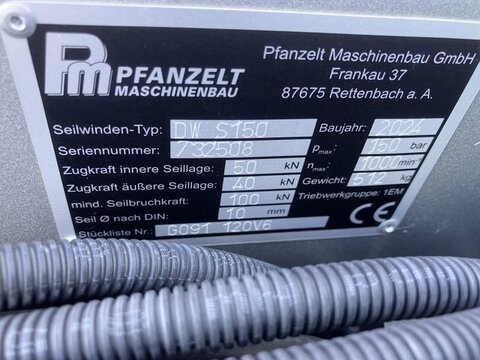 Pm PFANZELT
MASCHINENBAU
Pfanzelt Maschinenbau GmbH
Frankau 37
87675 Rettenbach a. A.
Seilwinden-Typ: DW S150 Baujahr: 2024
Seriennummer: 732508 pmax: 150 bar
Zugkraft innere Seillage: 50 kN nmax: 1000 min-1
Zugkraft äußere Seillage: 40 kN Gewicht: 512 kg
mind. Seilbruchkraft: 100 kN Triebwerkgruppe: 1EM
Seil Ø nach DIN: 10 mm CE
Stückliste Nr.: G091 120V6